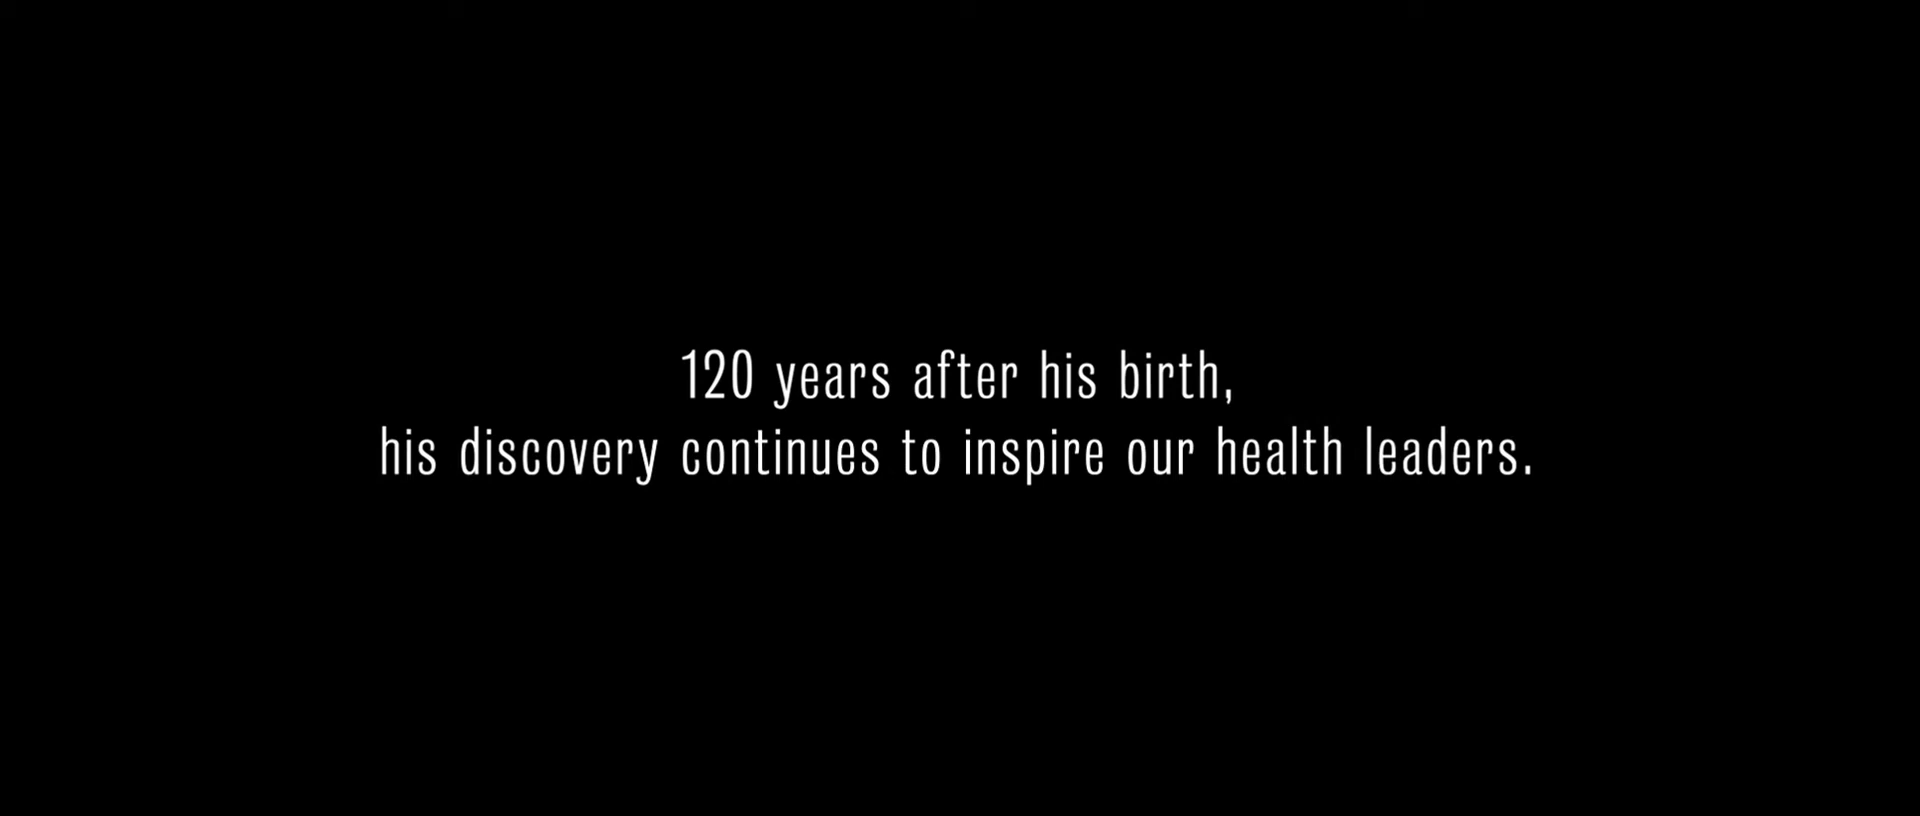 120 years after his birth,
his discovery continues to inspire our health leaders.